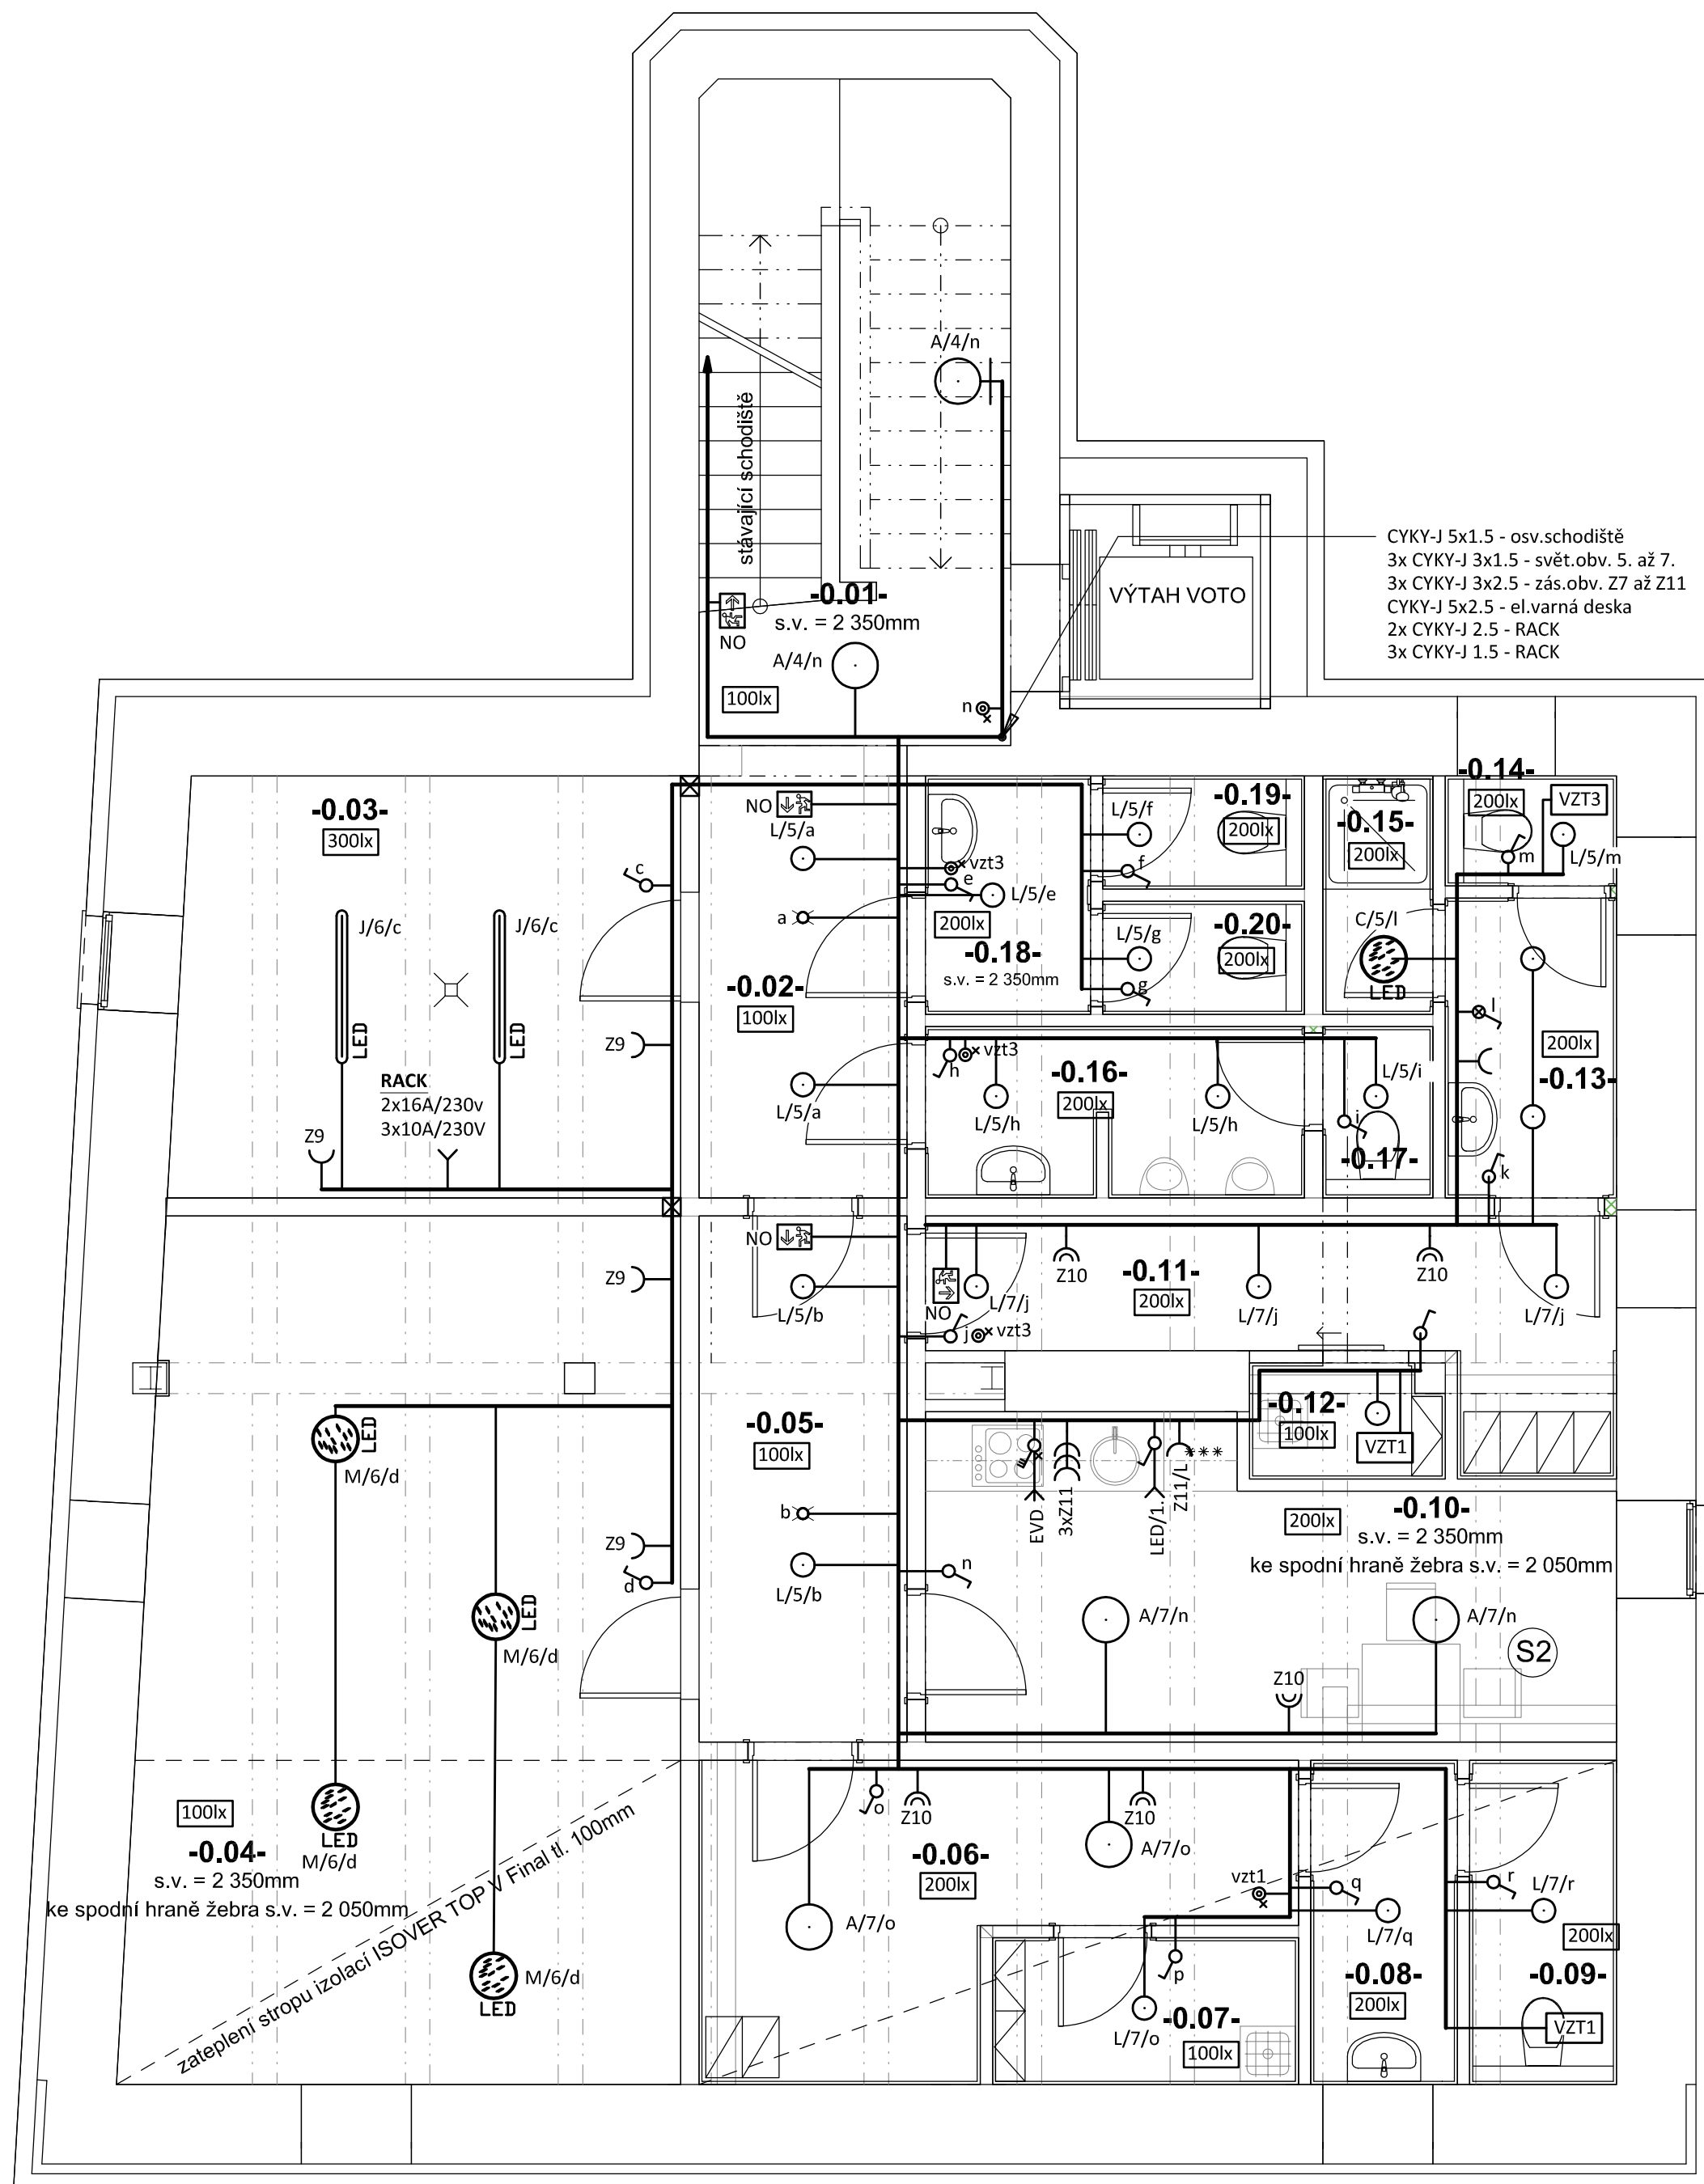 A/4/n
stávající schodiště
CYKY-J 5x1.5 - osv.schodiště
3x CYKY-J 3x1.5 - svět.obv. 5. až 7.
3x CYKY-J 3x2.5 - zás.obv. Z7 až Z11
CYKY-J 5x2.5 - el.varná deska
2x CYKY-J 2.5 - RACK
3x CYKY-J 1.5 - RACK
VÝTAH VOTO
-0.01-
s.v. = 2 350mm
NO
A/4/n
100lx
n
-0.03-
300lx
NO
L/5/a
c
J/6/c
J/6/c
LED
LED
a
-0.02-
100lx
Z9
RACK
2x16A/230v
3x10A/230V
Z9
L/5/a
vzt3
e
L/5/e
200lx
-0.18-
s.v. = 2 350mm
L/5/f
-0.19-
200lx
f
L/5/g
-0.20-
200lx
g
-0.15-
200lx
-0.14-
200lx
VZT3
m
L/5/m
C/5/l
LED
l
200lx
-0.13-
k
vzt3
h
-0.16-
200lx
L/5/h
L/5/h
L/5/i
i
-0.17-
NO
Z9
L/5/b
NO
L/7/j
j
vzt3
Z10
-0.11-
200lx
L/7/j
Z10
L/7/j
-0.12-
100lx
VZT1
-0.05-
100lx
LED
M/6/d
LED
M/6/d
Z9
d
b
L/5/b
EVD
3xZ11
LED/1.
Z11/L
***
200lx
-0.10-
s.v. = 2 350mm
ke spodní hraně žebra s.v. = 2 050mm
n
A/7/n
A/7/n
S2
Z10
100lx
-0.04-
s.v. = 2 350mm
ke spodní hraně žebra s.v. = 2 050mm
LED
M/6/d
M/6/d
LED
zateplení stropu izolací ISOVER TOP V Final tl. 100mm
o
Z10
Z10
A/7/o
-0.06-
200lx
A/7/o
vzt1
q
L/7/q
-0.08-
200lx
r
L/7/r
200lx
-0.09-
VZT1
p
L/7/o
-0.07-
100lx